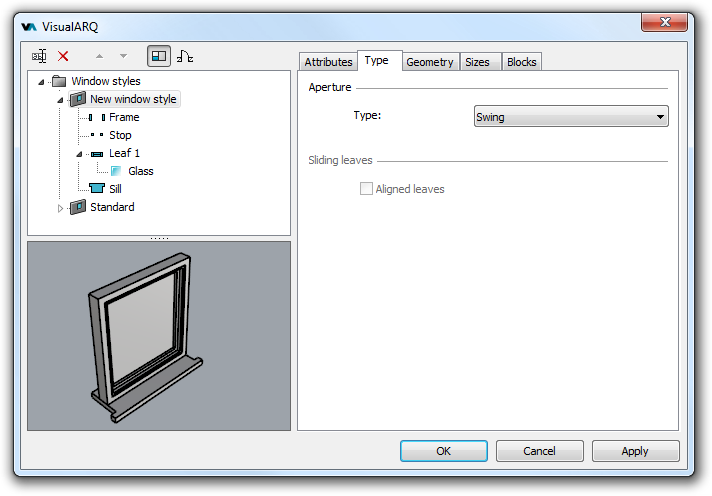 VisualARQ
Attributes Type Geometry Sizes Blocks
Window styles
New window style
Frame
Stop
Leaf 1
Glass
Sill
Standard
Aperture
Type: Swing
Sliding leaves
Aligned leaves
OK Cancel Apply